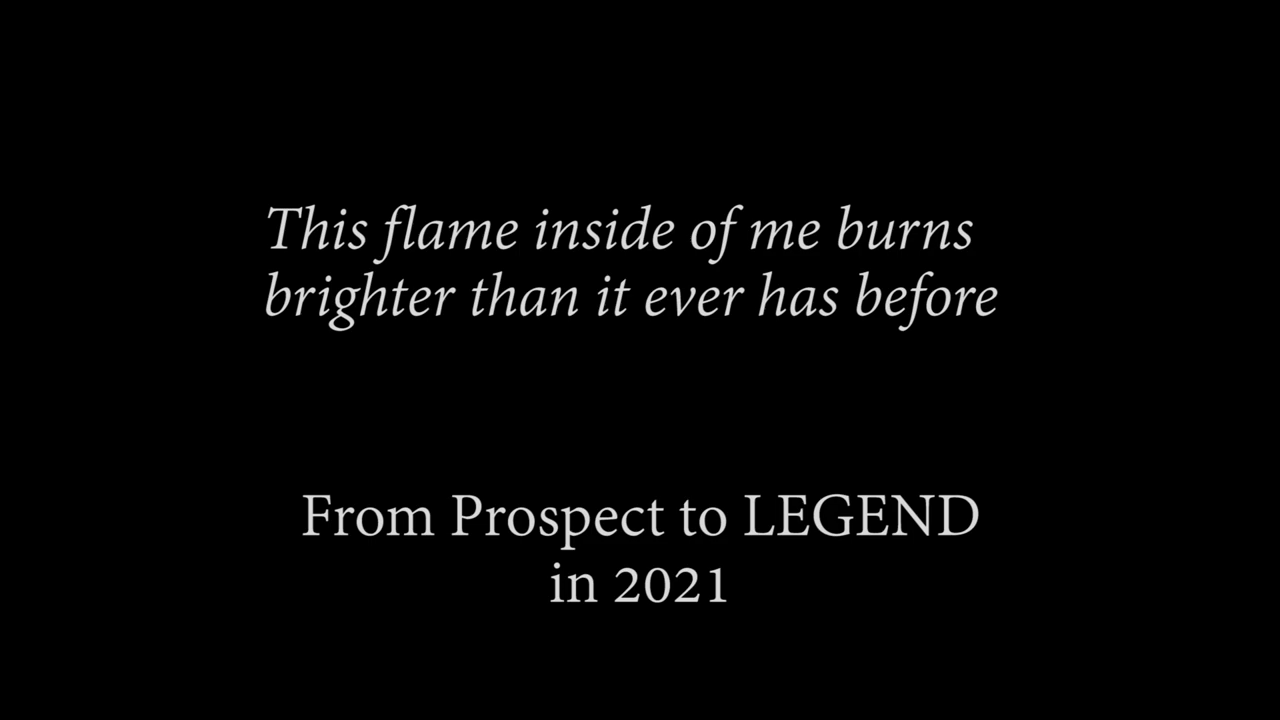 This flame inside of me burns
brighter than it ever has before
From Prospect to LEGEND
in 2021